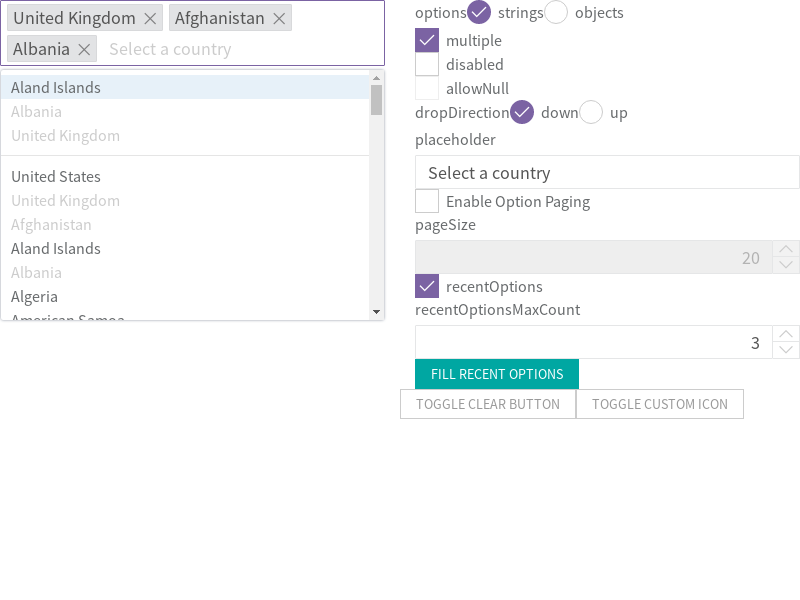 United Kingdom Afghanistan
Albania Select a country
Aland Islands
Albania
United Kingdom
United States
United Kingdom
Afghanistan
Aland Islands
Albania
Algeria
American Samoa
options strings objects
multiple
disabled
allowNull
dropDirection down up
placeholder
Select a country
Enable Option Paging
pageSize
20
recentOptions
recentOptionsMaxCount
3
FILL RECENT OPTIONS
TOGGLE CLEAR BUTTON TOGGLE CUSTOM ICON